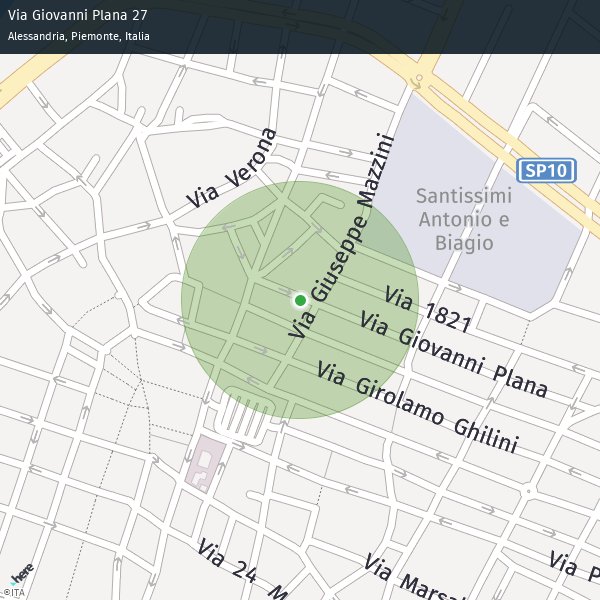 Via Giovanni Plana 27
Alessandria, Piemonte, Italia
SP10
Via Verona
Via Giuseppe Mazzini
Santissimi
Antonio e
Biagio
Via 1821
Via Giovanni Plana
Via Girolamo Ghilini
Via 24 M
Via Marsal
Via P
here
©ITA